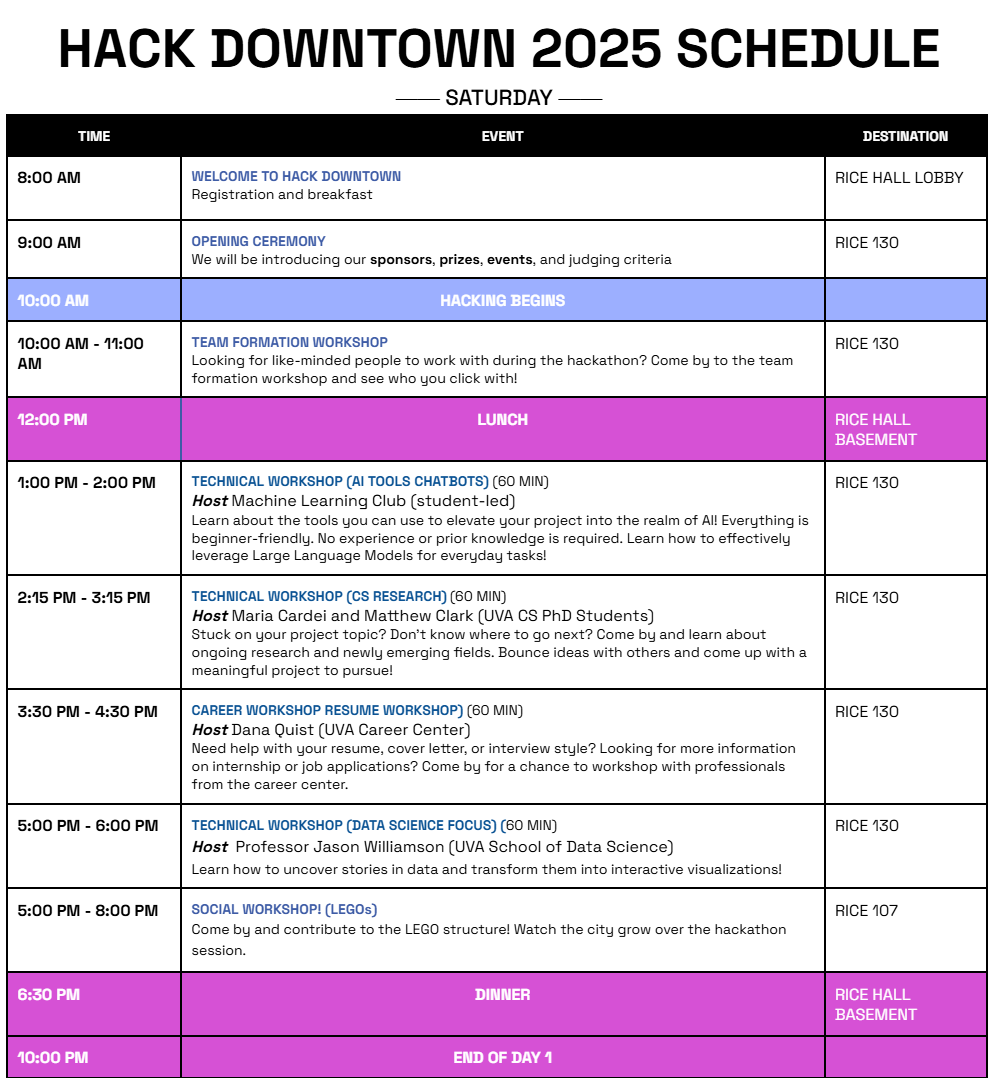 HACK DOWNTOWN 2025 SCHEDULE
SATURDAY
TIME EVENT DESTINATION
8:00 AM WELCOME TO HACK DOWNTOWN RICE HALL LOBBY
Registration and breakfast
9:00 AM OPENING CEREMONY RICE 130
We will be introducing our sponsors, prizes, events, and judging criteria
10:00 AM HACKING BEGINS
10:00 AM - 11:00 AM TEAM FORMATION WORKSHOP RICE 130
Looking for like-minded people to work with during the hackathon? Come by to the team
formation workshop and see who you click with!
12:00 PM LUNCH RICE HALL BASEMENT
1:00 PM - 2:00 PM TECHNICAL WORKSHOP (AI TOOLS CHATBOTS) (60 MIN) RICE 130
Host Machine Learning Club (student-led)
Learn about the tools you can use to elevate your project into the realm of AI! Everything is
beginner-friendly. No experience or prior knowledge is required. Learn how to effectively
leverage Large Language Models for everyday tasks!
2:15 PM - 3:15 PM TECHNICAL WORKSHOP (CS RESEARCH) (60 MIN) RICE 130
Host Maria Cardei and Matthew Clark (UVA CS PhD Students)
Stuck on your project topic? Don't know where to go next? Come by and learn about
ongoing research and newly emerging fields. Bounce ideas with others and come up with a
meaningful project to pursue!
3:30 PM - 4:30 PM CAREER WORKSHOP RESUME WORKSHOP) (60 MIN) RICE 130
Host Dana Quist (UVA Career Center)
Need help with your resume, cover letter, or interview style? Looking for more information
on internship or job applications? Come by for a chance to workshop with professionals
from the career center.
5:00 PM - 6:00 PM TECHNICAL WORKSHOP (DATA SCIENCE FOCUS) (60 MIN) RICE 130
Host Professor Jason Williamson (UVA School of Data Science)
Learn how to uncover stories in data and transform them into interactive visualizations!
5:00 PM - 8:00 PM SOCIAL WORKSHOP! (LEGOs) RICE 107
Come by and contribute to the LEGO structure! Watch the city grow over the hackathon
session.
6:30 PM DINNER RICE HALL BASEMENT
10:00 PM END OF DAY 1